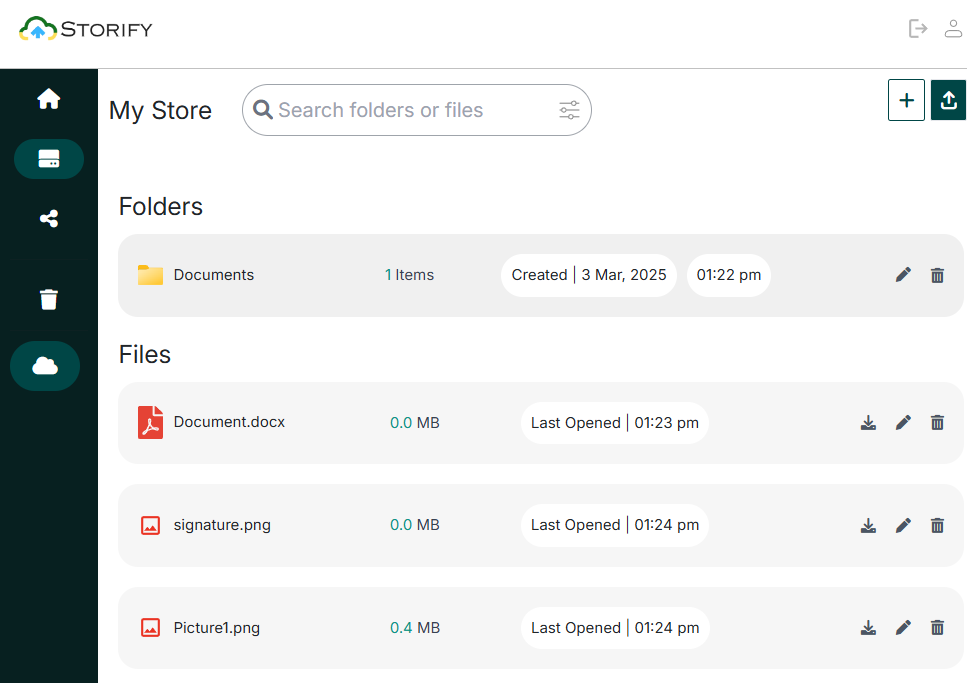 STORIFY
My Store
Search folders or files
Folders
Documents 1 Items Created | 3 Mar, 2025 01:22 pm
Files
Document.docx 0.0 MB Last Opened | 01:23 pm
signature.png 0.0 MB Last Opened | 01:24 pm
Picture1.png 0.4 MB Last Opened | 01:24 pm